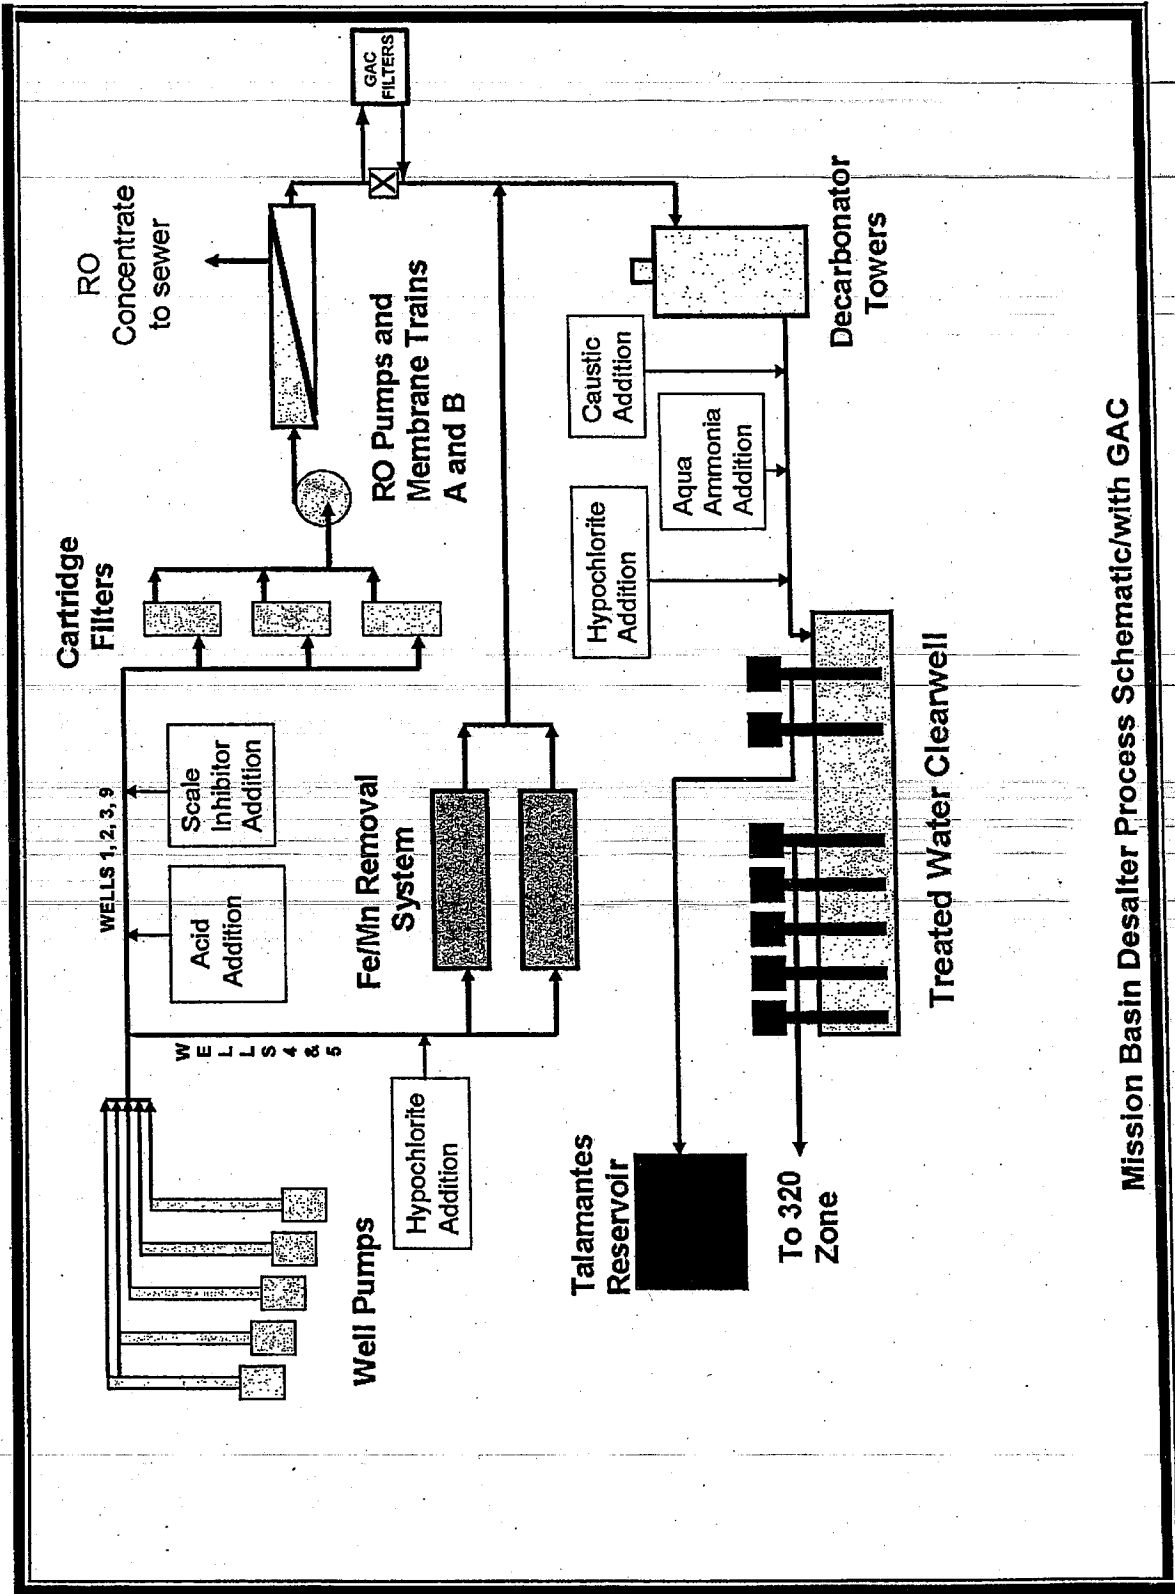 Well Pumps
WELLS 1, 2, 3, 9
WELLS 4 & 5
Acid
Addition
Scale
Inhibitor
Addition
Cartridge
Filters
RO
Concentrate
to sewer
RO Pumps and
Membrane Trains
A and B
GAC
FILTERS
Hypochlorite
Addition
Fe/Mn Removal
System
Decarbonator
Towers
Caustic
Addition
Aqua
Ammonia
Addition
Hypochlorite
Addition
Talamantes
Reservoir
To 320
Zone
Treated Water Clearwell
Mission Basin Desalter Process Schematic/with GAC